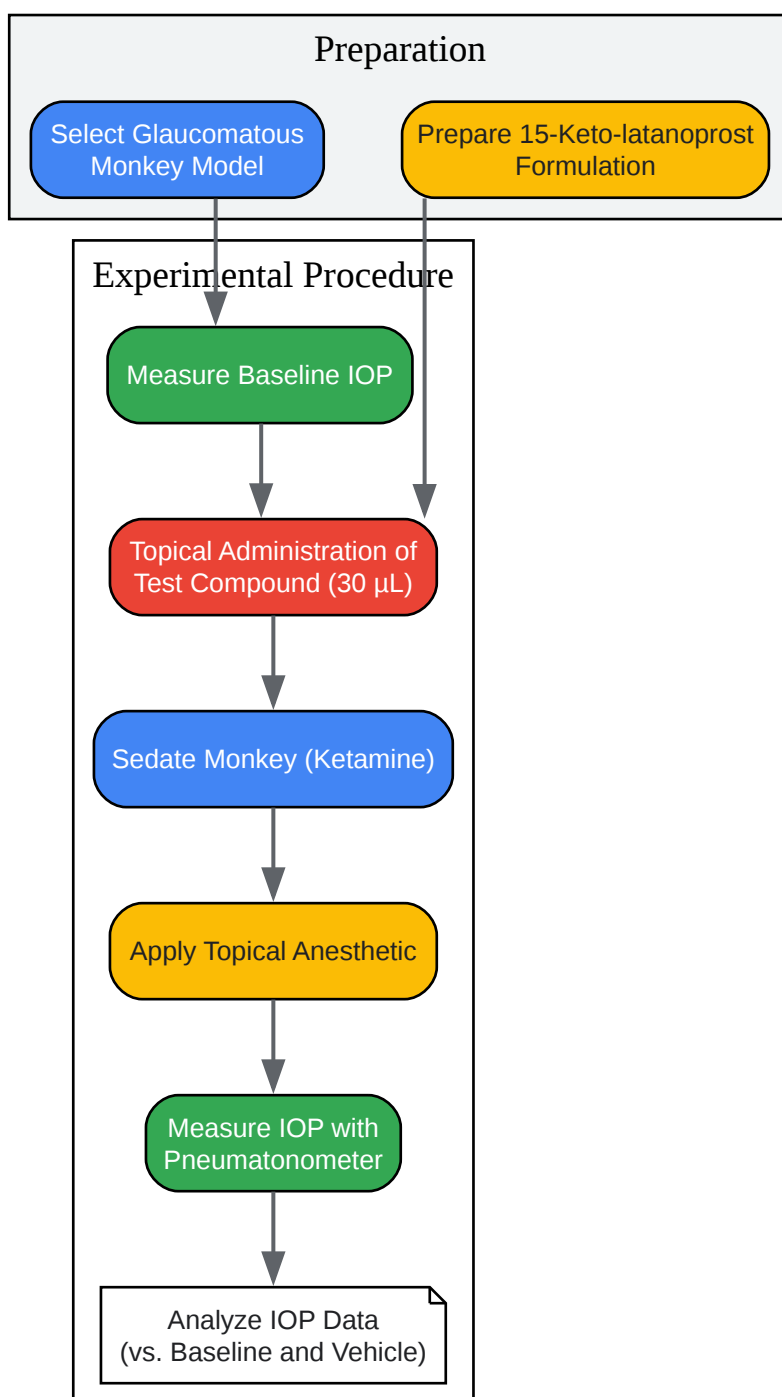 Preparation
Select Glaucomatous
Monkey Model
Prepare 15-Keto-latanoprost
Formulation
Experimental Procedure
Measure Baseline IOP
Topical Administration of
Test Compound (30 µL)
Sedate Monkey (Ketamine)
Apply Topical Anesthetic
Measure IOP with
Pneumatonometer
Analyze IOP Data
(vs. Baseline and Vehicle)